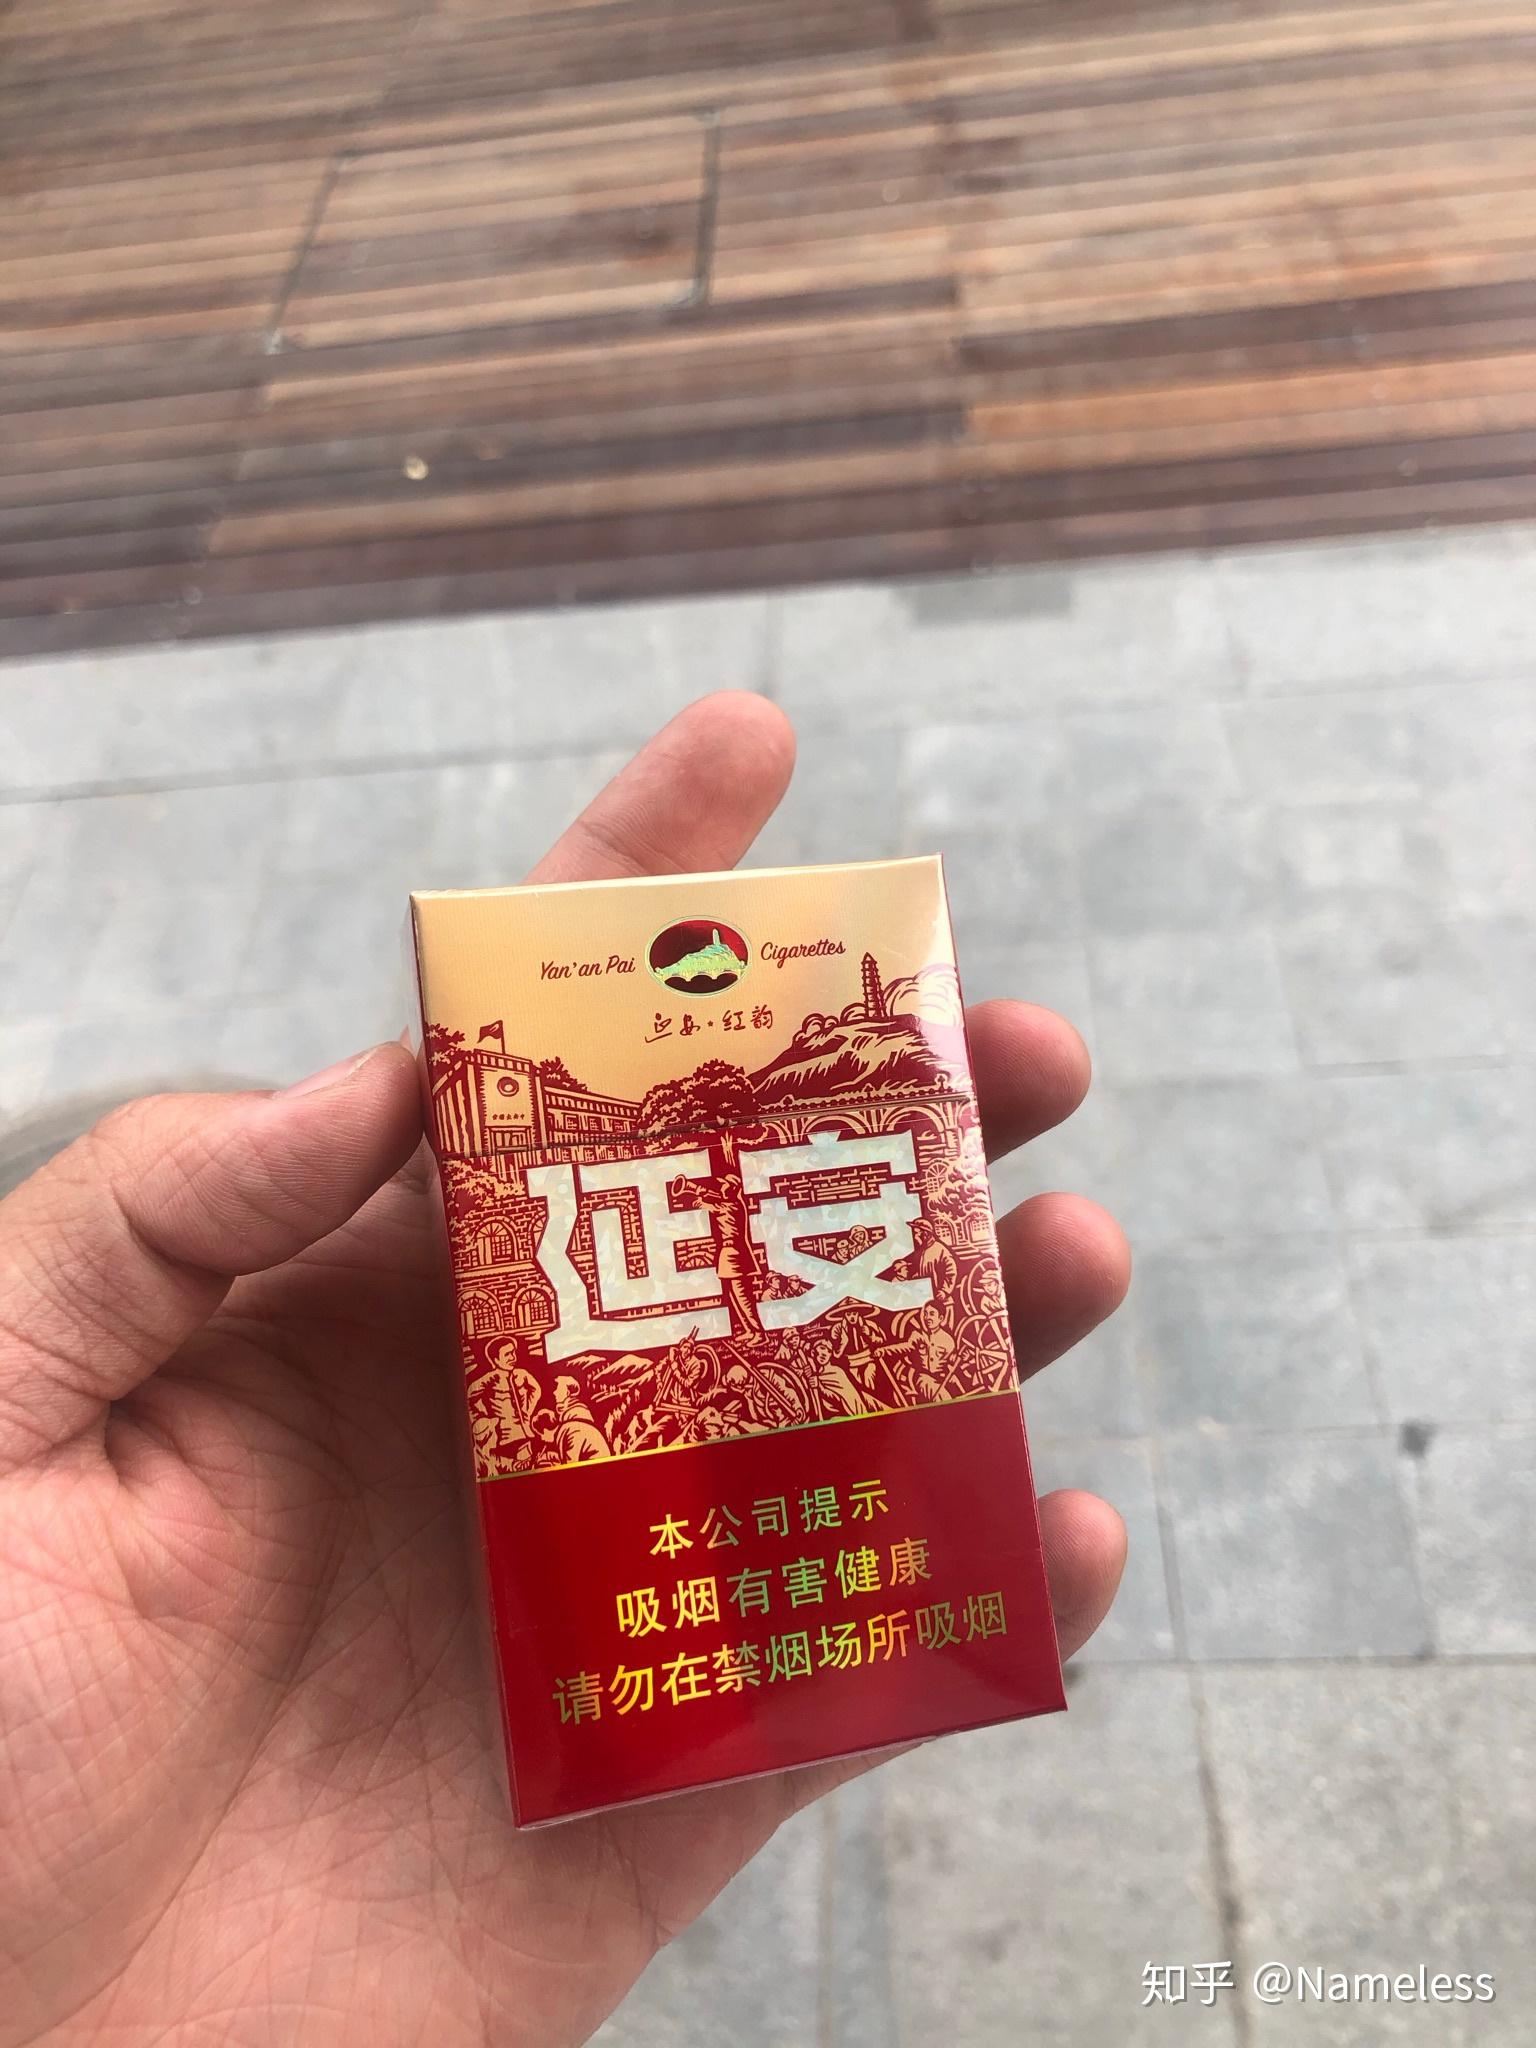 Yan'an Pai Cigarettes
延安·红韵
延安
本公司提示
吸烟有害健康
请勿在禁烟场所吸烟
知乎 @Nameless